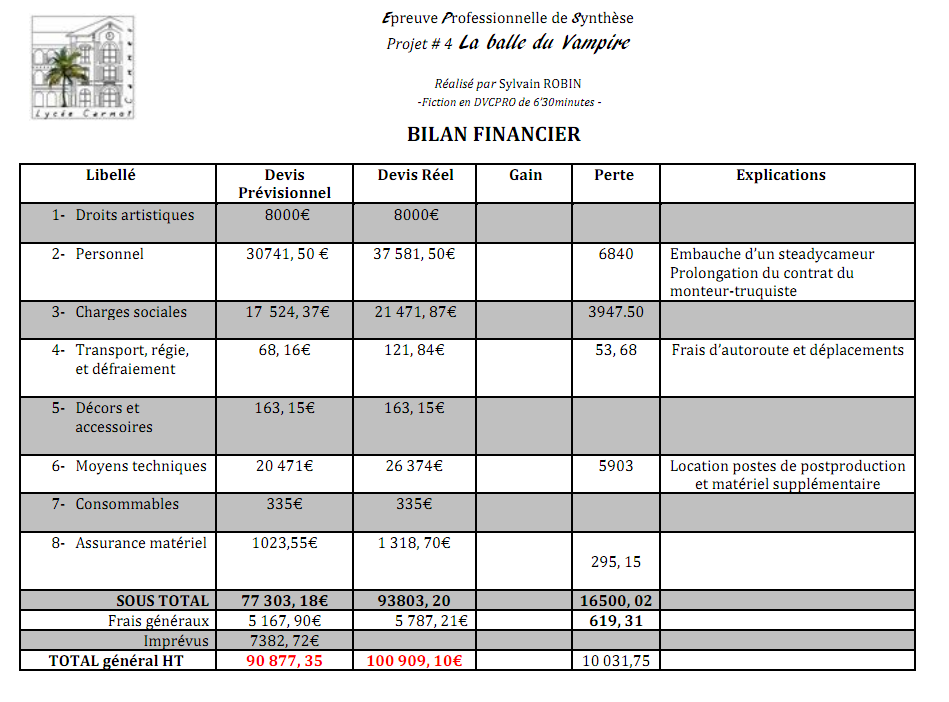 Epreuve Professionnelle de Synthèse
Projet # 4 La balle du Vampire
Lycée Carnot
Réalisé par Sylvain ROBIN
-Fiction en DVCPRO de 6'30minutes -
BILAN FINANCIER
Libellé Devis Prévisionnel Devis Réel Gain Perte Explications
1- Droits artistiques 8000€ 8000€
2- Personnel 30741, 50 € 37 581, 50€ 6840 Embauche d'un steadycameur
Prolongation du contrat du
monteur-truquiste
3- Charges sociales 17 524, 37€ 21 471, 87€ 3947.50
4- Transport, régie, 68, 16€ 121, 84€ 53, 68 Frais d'autoroute et déplacements
et défraiement
5- Décors et 163, 15€ 163, 15€
accessoires
6- Moyens techniques 20 471€ 26 374€ 5903 Location postes de postproduction
et matériel supplémentaire
7- Consommables 335€ 335€
8- Assurance matériel 1023,55€ 1 318, 70€
295, 15
SOUS TOTAL 77 303, 18€ 93803, 20 16500, 02
Frais généraux 5 167, 90€ 5 787, 21€ 619, 31
Imprévus 7382, 72€
TOTAL général HT 90 877, 35 100 909, 10€ 10 031,75